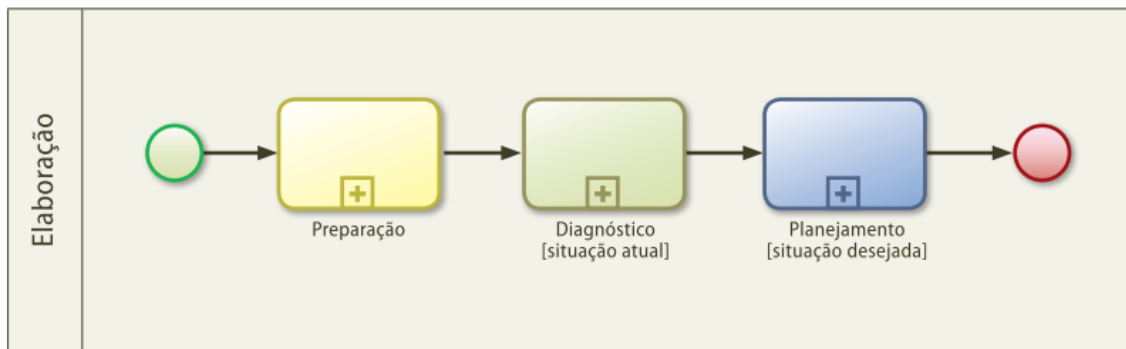 Elaboração
Preparação
Diagnóstico
[situação atual]
Planejamento
[situação desejada]